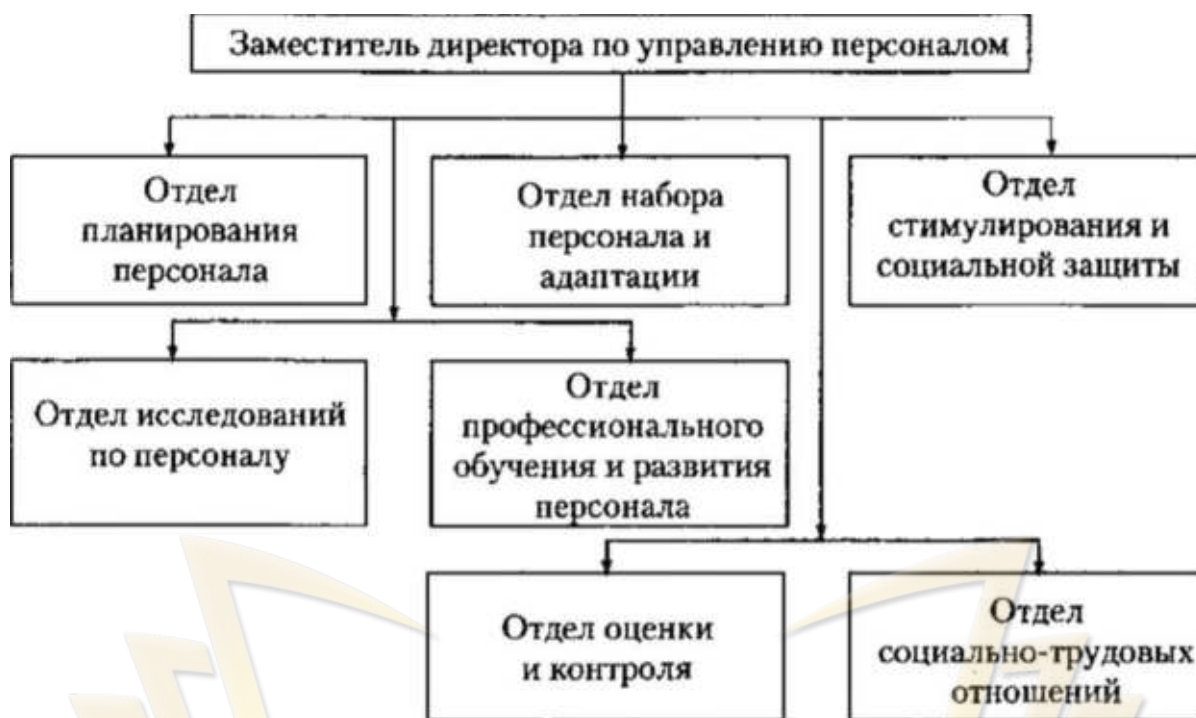 Заместитель директора по управлению персоналом
Отдел
планирования
персонала
Отдел набора
персонала и
адаптации
Отдел
стимулирования и
социальной защиты
Отдел исследований
по персоналу
Отдел
профессионального
обучения и развития
персонала
Отдел оценки
и контроля
Отдел
социально-трудовых
отношений